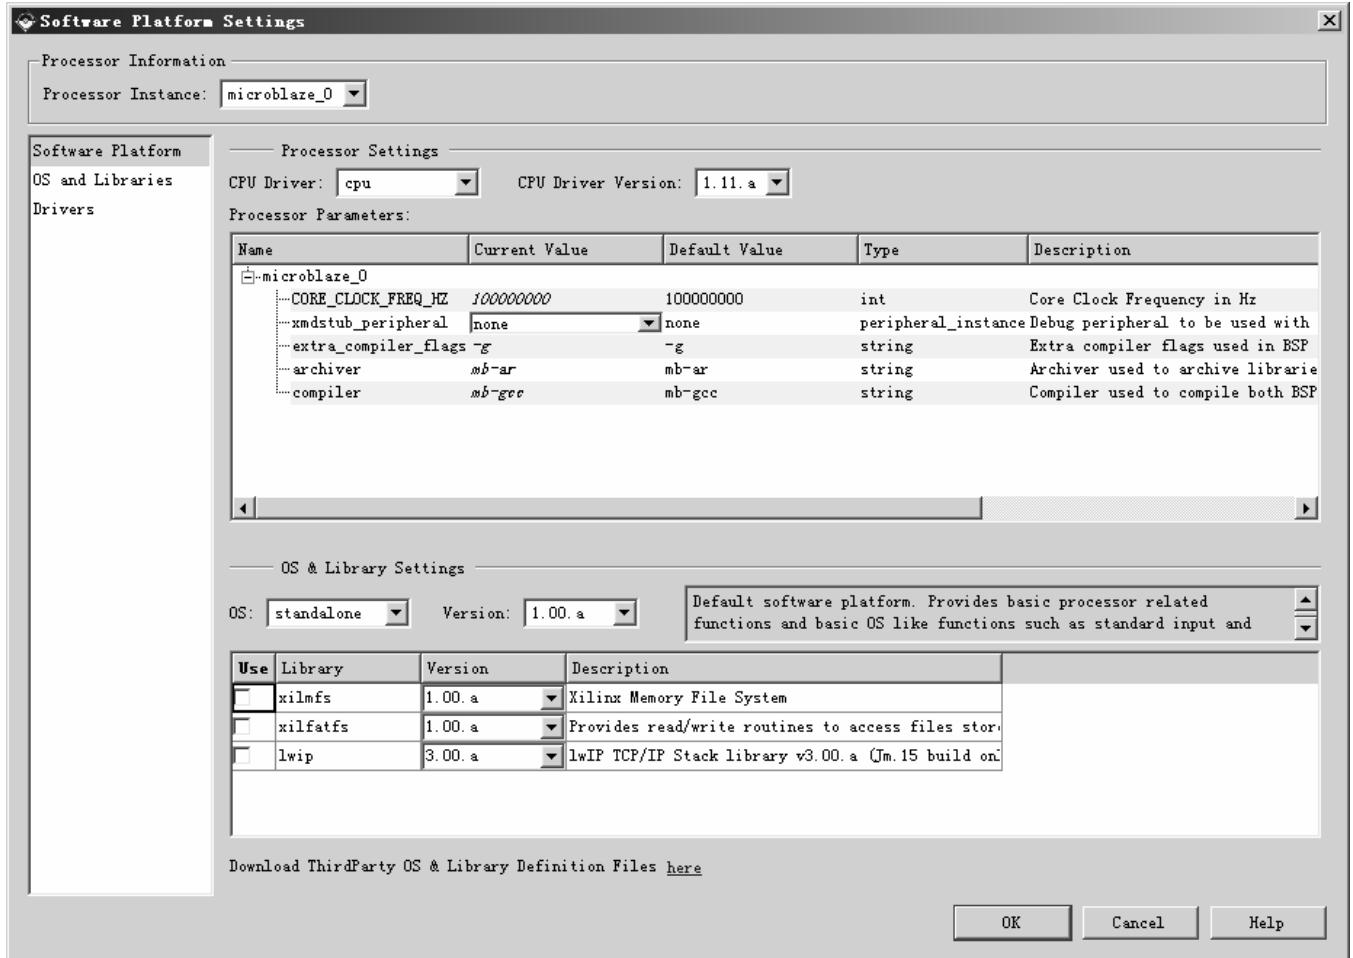 Software Platform Settings
Processor Information
Processor Instance: microblaze_0
Software Platform
OS and Libraries
Drivers
Processor Settings
CPU Driver: cpu CPU Driver Version: 1.11.a
Processor Parameters:
Name Current Value Default Value Type Description
microblaze_0
CORE_CLOCK_FREQ_HZ 100000000 100000000 int Core Clock Frequency in Hz
xmdstub_peripheral none none peripheral_instance Debug peripheral to be used with
extra_compiler_flags -g -g string Extra compiler flags used in BSP
archiver mb-ar mb-ar string Archiver used to archive librarie
compiler mb-gcc mb-gcc string Compiler used to compile both BSP
OS & Library Settings
OS: standalone Version: 1.00.a
Default software platform. Provides basic processor related
functions and basic OS like functions such as standard input and
Use Library Version Description
xilmfs 1.00.a Xilinx Memory File System
xilfatfs 1.00.a Provides read/write routines to access files stor
lwip 3.00.a lwIP TCP/IP Stack library v3.00.a (Jm.15 build onl
Download ThirdParty OS & Library Definition Files here
OK Cancel Help